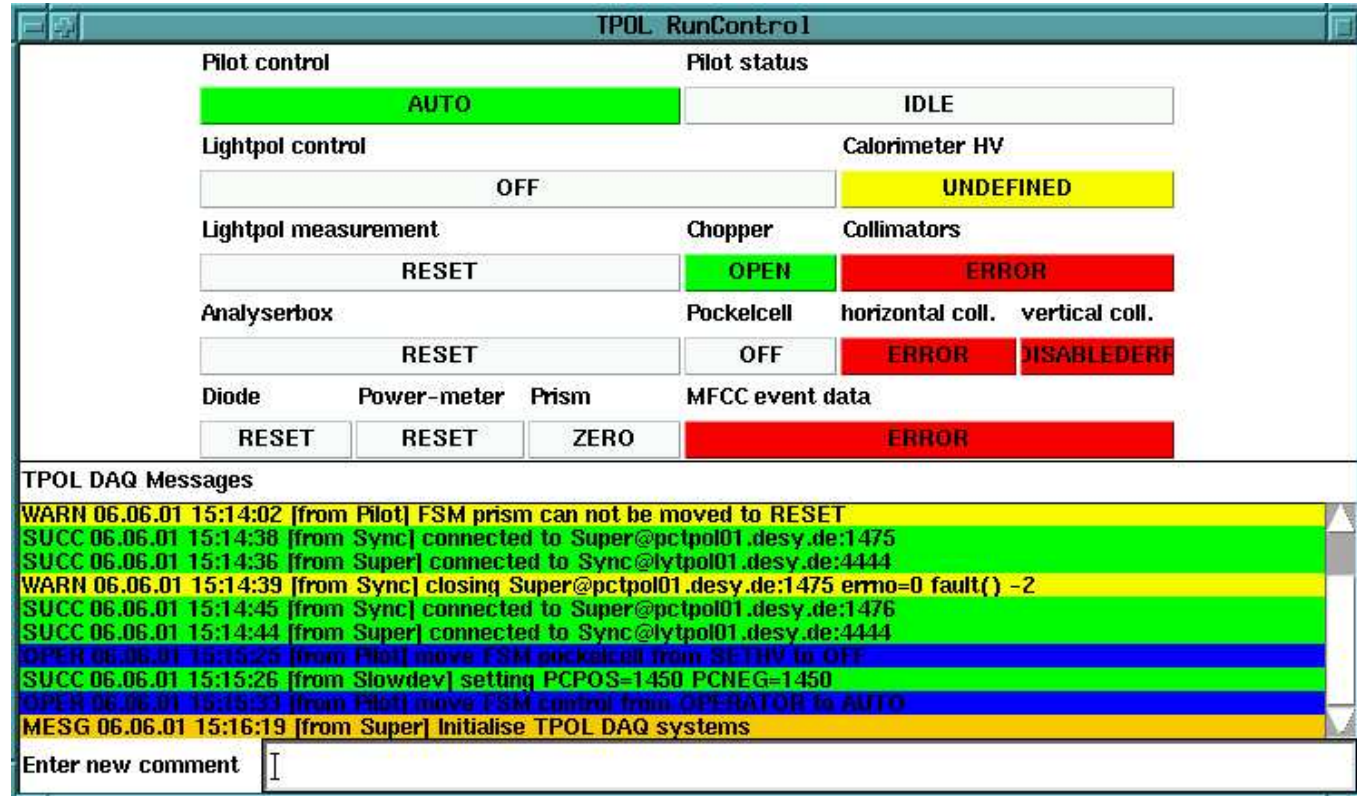 TPOL RunControl
Pilot control Pilot status
AUTO IDLE
Lightpol control Calorimeter HV
OFF UNDEFINED
Lightpol measurement Chopper Collimators
RESET OPEN ERROR
Analyserbox Pockelcell horizontal coll. vertical coll.
RESET OFF ERROR DISABLEDERR
Diode Power-meter Prism MFCC event data
RESET RESET ZERO ERROR
TPOL DAQ Messages
WARN 06.06.01 15:14:02 [from Pilot] FSM prism can not be moved to RESET
SUCC 06.06.01 15:14:38 [from Sync] connected to Super@pctpol01.desy.de:1475
SUCC 06.06.01 15:14:36 [from Super] connected to Sync@lytpol01.desy.de:4444
WARN 06.06.01 15:14:39 [from Sync] closing Super@pctpol01.desy.de:1475 errno=0 fault() -2
SUCC 06.06.01 15:14:45 [from Sync] connected to Super@pctpol01.desy.de:1476
SUCC 06.06.01 15:14:44 [from Super] connected to Sync@lytpol01.desy.de:4444
OPER 06.06.01 15:15:25 [from Pilot] move FSM pockelcell from SETHV to OFF
SUCC 06.06.01 15:15:26 [from Slowdev] setting PCPOS=1450 PCNEG=1450
OPER 06.06.01 15:15:33 [from Pilot] move FSM control from OPERATOR to AUTO
MESG 06.06.01 15:16:19 [from Super] Initialise TPOL DAQ systems
Enter new comment